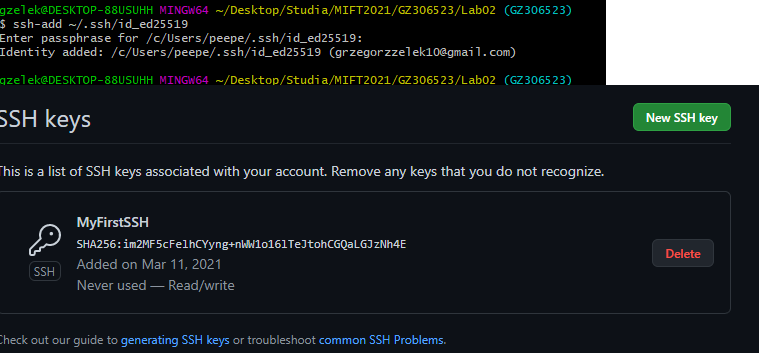 gzelek@DESKTOP-88USUHH MINGW64 ~/Desktop/Studia/MIFT2021/GZ306523/Lab02 (GZ306523)
$ ssh-add ~/.ssh/id_ed25519
Enter passphrase for /c/Users/peepe/.ssh/id_ed25519:
Identity added: /c/Users/peepe/.ssh/id_ed25519 (grzegorzzelek10@gmail.com)
gzelek@DESKTOP-88USUHH MINGW64 ~/Desktop/Studia/MIFT2021/GZ306523/Lab02 (GZ306523)
SSH keys
New SSH key
This is a list of SSH keys associated with your account. Remove any keys that you do not recognize.
MyFirstSSH
SHA256:im2MF5cFelhCYyng+nWW1o16lTeJtohCGQaLGJzNh4E
SSH
Added on Mar 11, 2021
Never used — Read/write
Delete
Check out our guide to generating SSH keys or troubleshoot common SSH Problems.